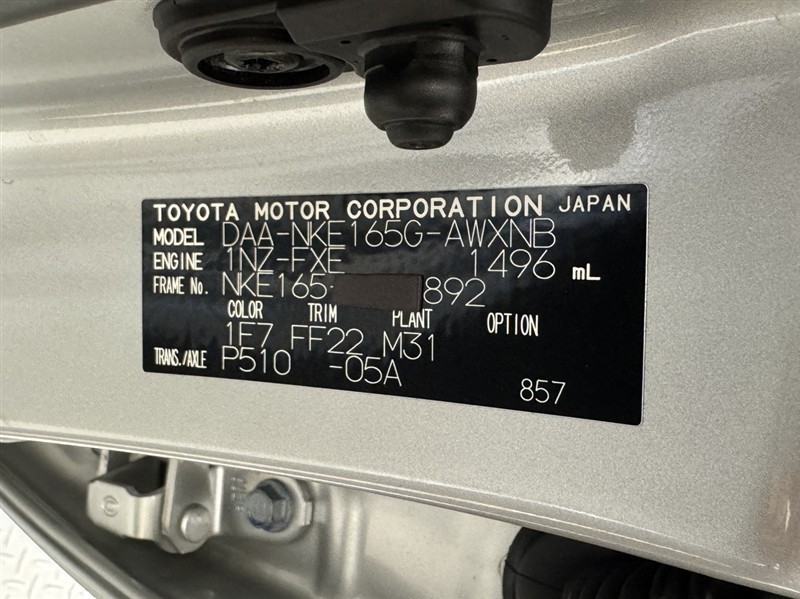 TOYOTA MOTOR CORPORATION JAPAN
MODEL DAA-NKE165G-AWXNB
ENGINE 1NZ-FXE 1496 mL
FRAME No. NKE165- 892
COLOR TRIM PLANT OPTION
1F7 FF22 M31
TRANS./AXLE P510 -05A
857